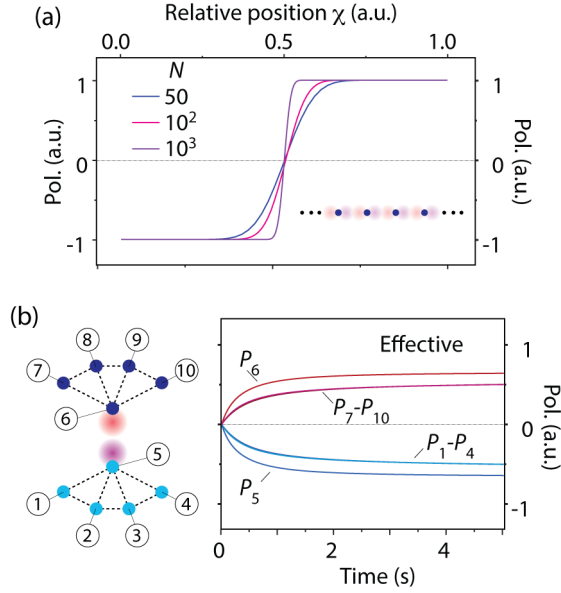 (a)
Relative position χ (a.u.)
0.0 0.5 1.0
N
50
10²
10³
1
0
-1
Pol. (a.u.)
1
0
-1
Pol. (a.u.)
(b)
8 9
7 10
6
5
1 4
2 3
Effective
P₆
P₇-P₁₀
P₁-P₄
P₅
1
0
-1
Pol. (a.u.)
0 2 4
Time (s)